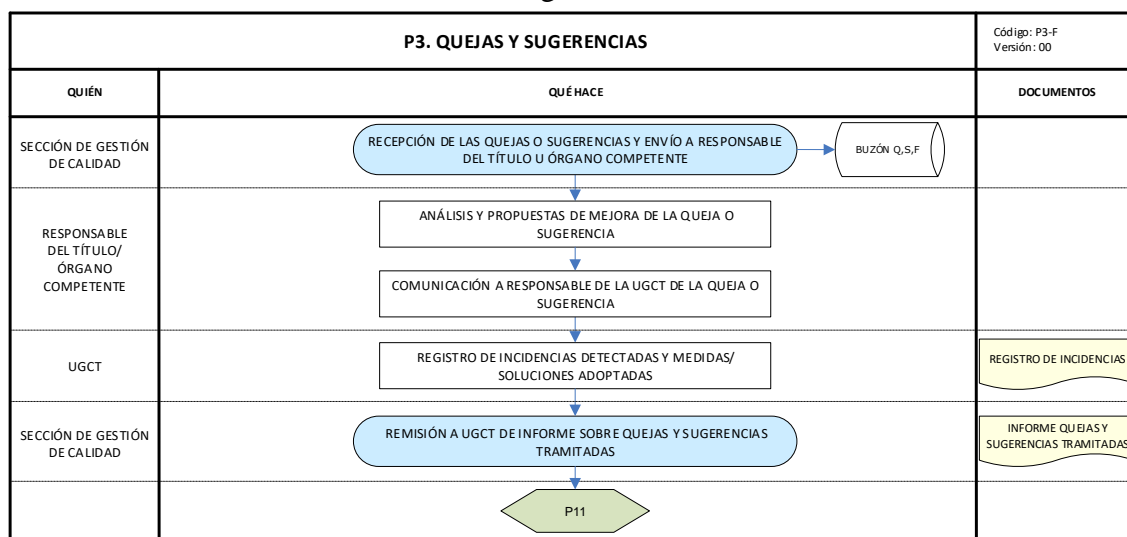 P3. QUEJAS Y SUGERENCIAS
Código: P3-F
Versión: 00
QUIÉN
QUÉ HACE
DOCUMENTOS
SECCIÓN DE GESTIÓN
DE CALIDAD
RECEPCIÓN DE LAS QUEJAS O SUGERENCIAS Y ENVÍO A RESPONSABLE
DEL TÍTULO U ÓRGANO COMPETENTE
BUZÓN Q,S,F
RESPONSABLE
DEL TÍTULO/
ÓRGANO
COMPETENTE
ANÁLISIS Y PROPUESTAS DE MEJORA DE LA QUEJA O
SUGERENCIA
COMUNICACIÓN A RESPONSABLE DE LA UGCT DE LA QUEJA O
SUGERENCIA
UGCT
REGISTRO DE INCIDENCIAS DETECTADAS Y MEDIDAS/
SOLUCIONES ADOPTADAS
REGISTRO DE INCIDENCIAS
SECCIÓN DE GESTIÓN
DE CALIDAD
REMISIÓN A UGCT DE INFORME SOBRE QUEJAS Y SUGERENCIAS
TRAMITADAS
INFORME QUEJAS Y
SUGERENCIAS TRAMITADAS
P11